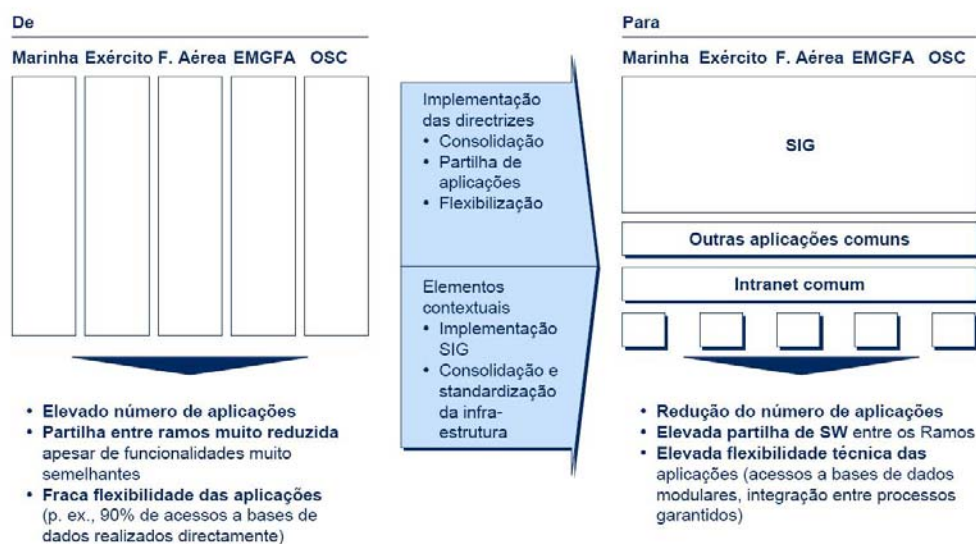 De
Marinha Exército F. Aérea EMGFA OSC
• Elevado número de aplicações
• Partilha entre ramos muito reduzida
apesar de funcionalidades muito
semelhantes
• Fraca flexibilidade das aplicações
(p. ex., 90% de acessos a bases de
dados realizados directamente)
Implementação
das directrizes
• Consolidação
• Partilha de
aplicações
• Flexibilização
Elementos
contextuais
• Implementação
SIG
• Consolidação e
standardização
da infra-
estrutura
Para
Marinha Exército F. Aérea EMGFA OSC
SIG
Outras aplicações comuns
Intranet comum
• Redução do número de aplicações
• Elevada partilha de SW entre os Ramos
• Elevada flexibilidade técnica das
aplicações (acessos a bases de dados
modulares, integração entre processos
garantidos)